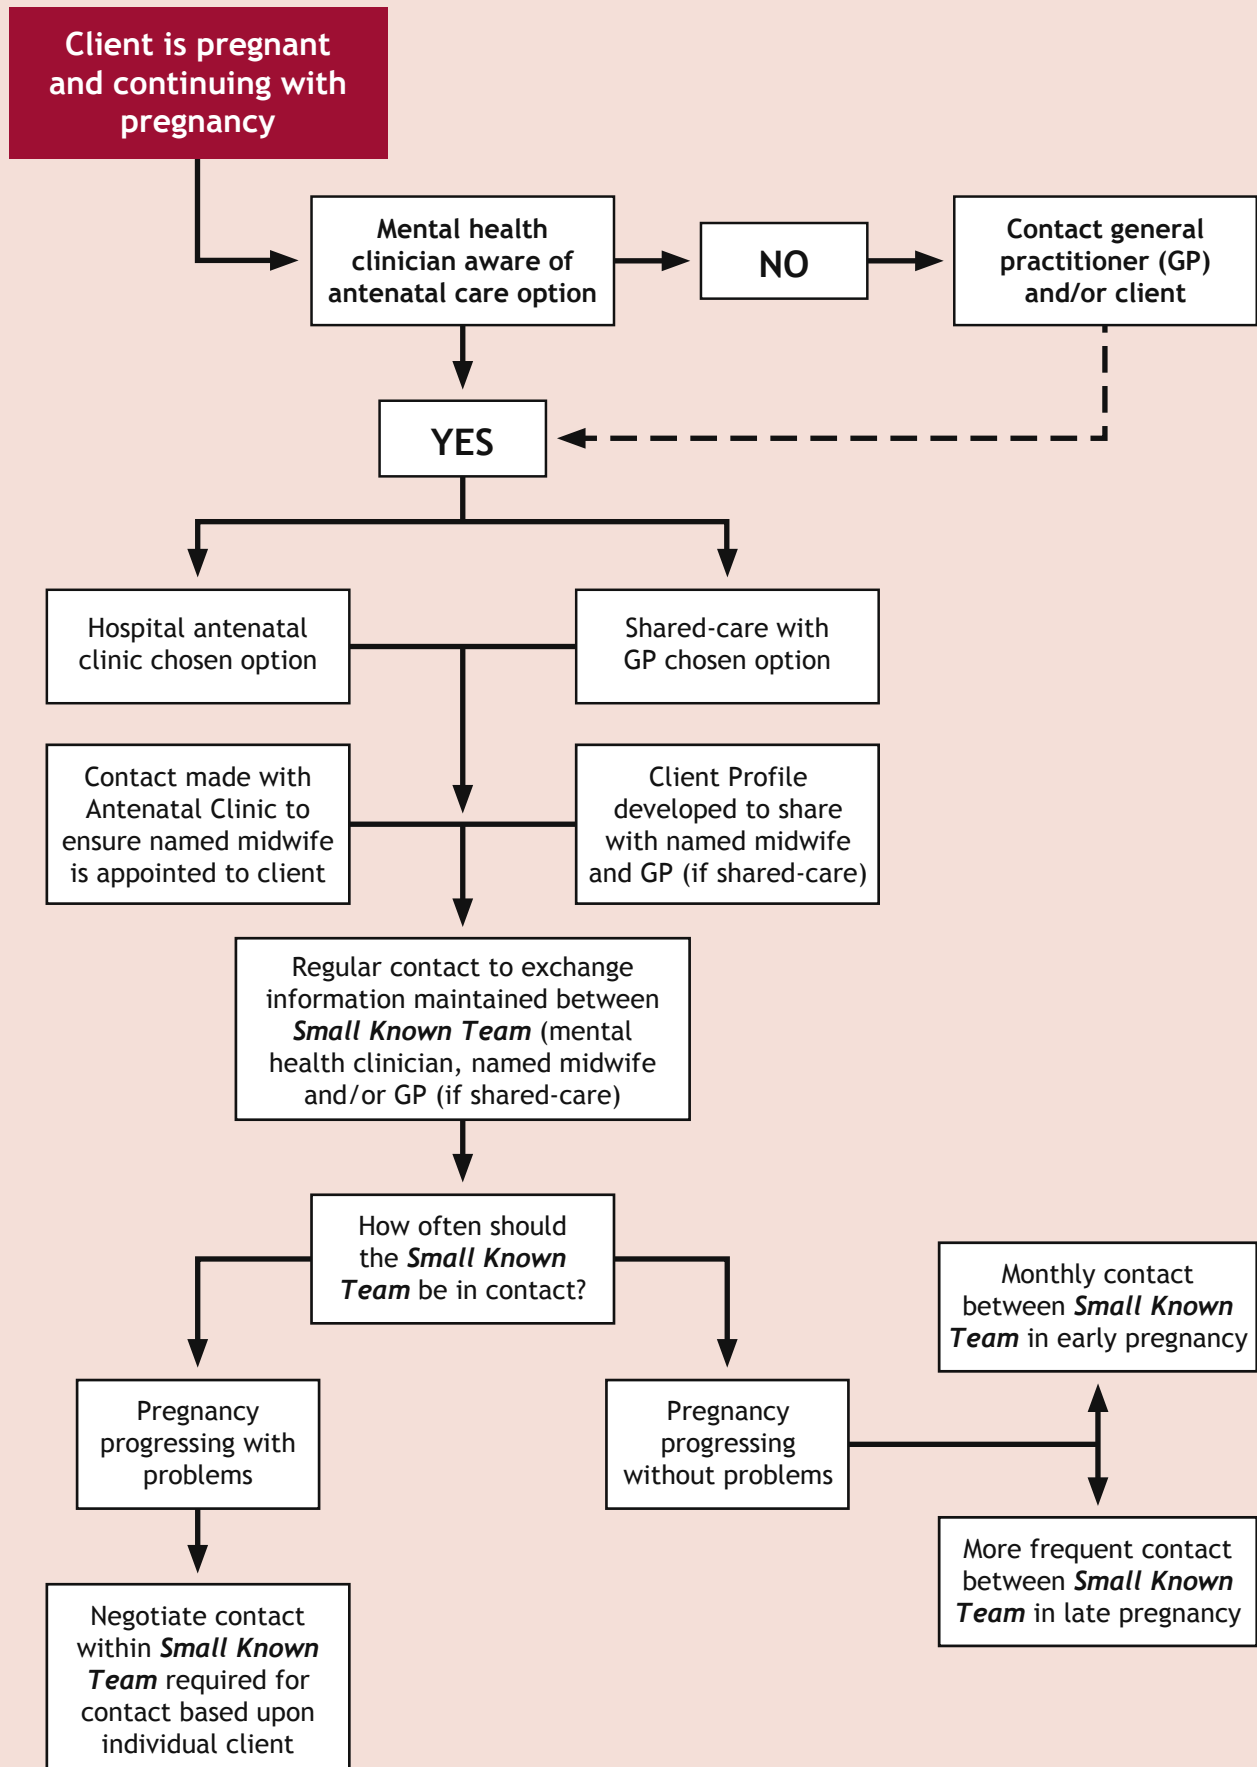 Client is pregnant
and continuing with
pregnancy
Mental health
clinician aware of
antenatal care option
NO
Contact general
practitioner (GP)
and/or client
YES
Hospital antenatal
clinic chosen option
Shared-care with
GP chosen option
Contact made with
Antenatal Clinic to
ensure named midwife
is appointed to client
Client Profile
developed to share
with named midwife
and GP (if shared-care)
Regular contact to exchange
information maintained between
Small Known Team (mental
health clinician, named midwife
and/or GP (if shared-care)
How often should
the Small Known
Team be in contact?
Monthly contact
between Small Known
Team in early pregnancy
Pregnancy
progressing with
problems
Pregnancy
progressing
without problems
More frequent contact
between Small Known
Team in late pregnancy
Negotiate contact
within Small Known
Team required for
contact based upon
individual client